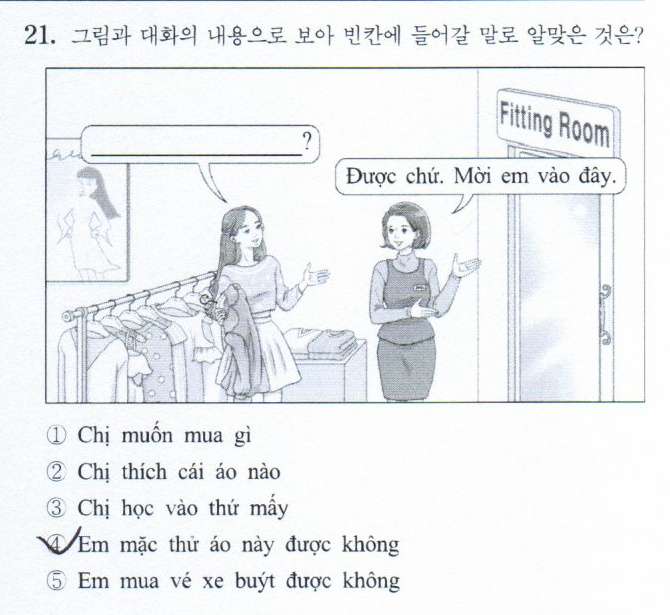 21. 그림과 대화의 내용으로 보아 빈칸에 들어갈 말로 알맞은 것은?
Fitting Room
?
Được chứ. Mời em vào đây.
① Chị muốn mua gì
② Chị thích cái áo nào
③ Chị học vào thứ mấy
④ Em mặc thử áo này được không
⑤ Em mua vé xe buýt được không